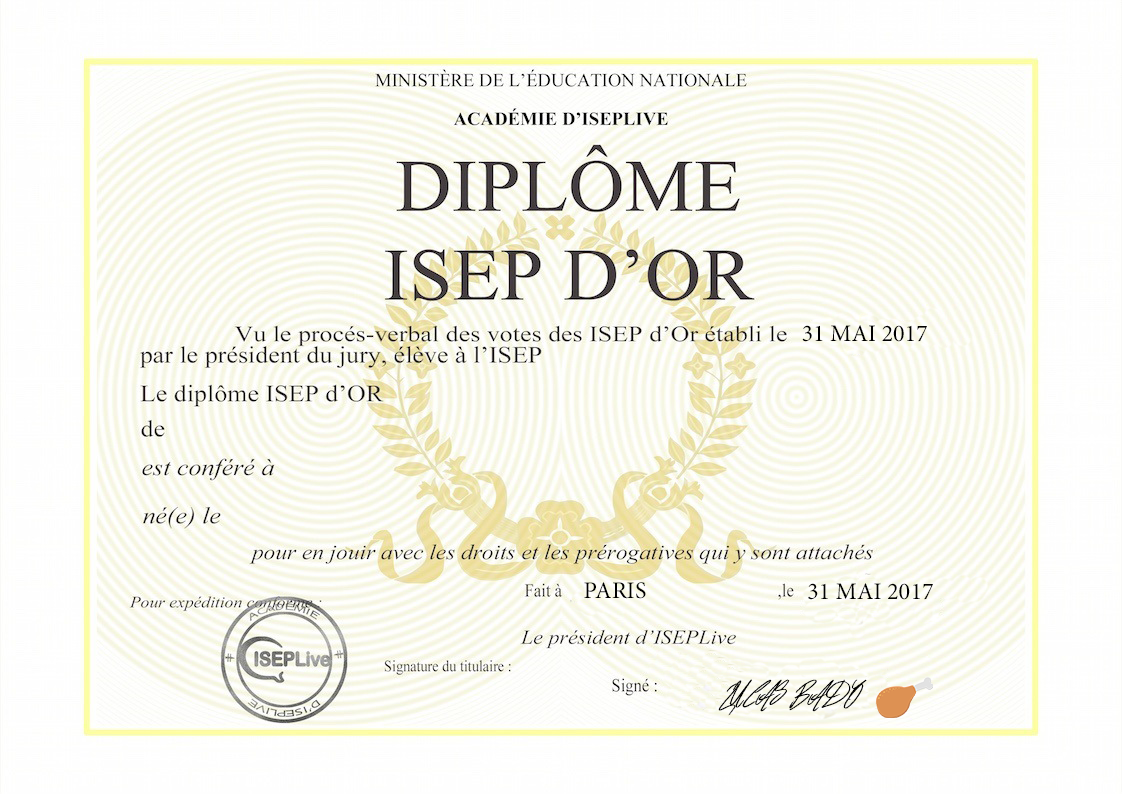 MINISTÈRE DE L’ÉDUCATION NATIONALE
ACADÉMIE D’ISEPLIVE
DIPLÔME
ISEP D’OR
Vu le procés-verbal des votes des ISEP d’Or établi le 31 MAI 2017
par le président du jury, élève à l’ISEP
Le diplôme ISEP d’OR
de
est conféré à
né(e) le
pour en jouir avec les droits et les prérogatives qui y sont attachés
Fait à PARIS ,le 31 MAI 2017
Pour expédition conforme :
ACADÉMIE
ISEPLive
D’ISEPLIVE
Le président d’ISEPLive
Signature du titulaire :
Signé : LUCAS BADO